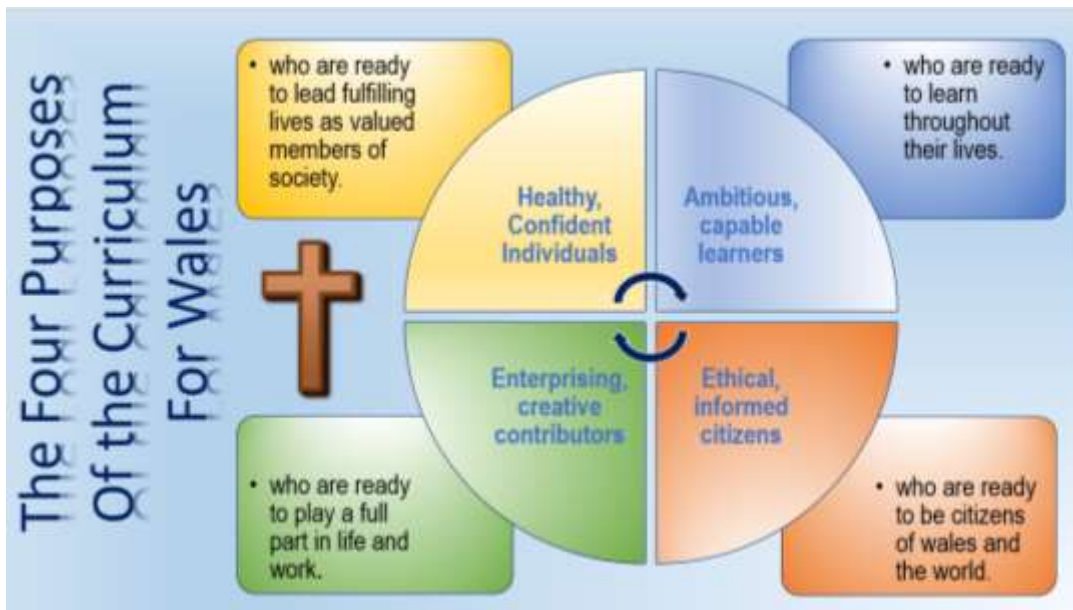 The Four Purposes
Of the Curriculum
For Wales
• who are ready
to lead fulfilling
lives as valued
members of
society.
• who are ready
to learn
throughout
their lives.
Healthy,
Confident
Individuals
Ambitious,
capable
learners
Enterprising,
creative
contributors
Ethical,
informed
citizens
• who are ready
to play a full
part in life and
work.
• who are ready
to be citizens
of wales and
the world.